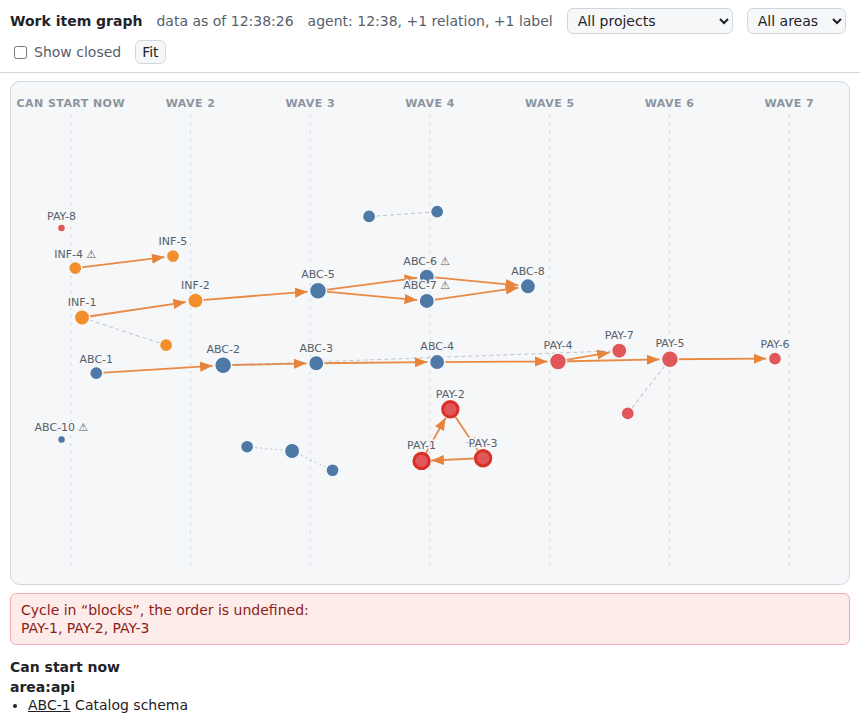 Work item graph data as of 12:38:26 agent: 12:38, +1 relation, +1 label All projects All areas
Show closed Fit
CAN START NOW WAVE 2 WAVE 3 WAVE 4 WAVE 5 WAVE 6 WAVE 7
PAY-8
INF-5
INF-4 ⚠
ABC-6 ⚠
ABC-5 ABC-8
INF-2 ABC-7 ⚠
INF-1
PAY-7
ABC-2 ABC-3 ABC-4 PAY-4 PAY-5 PAY-6
ABC-1
PAY-2
ABC-10 ⚠
PAY-1 PAY-3
Cycle in “blocks”, the order is undefined:
PAY-1, PAY-2, PAY-3
Can start now
area:api
• ABC-1 Catalog schema